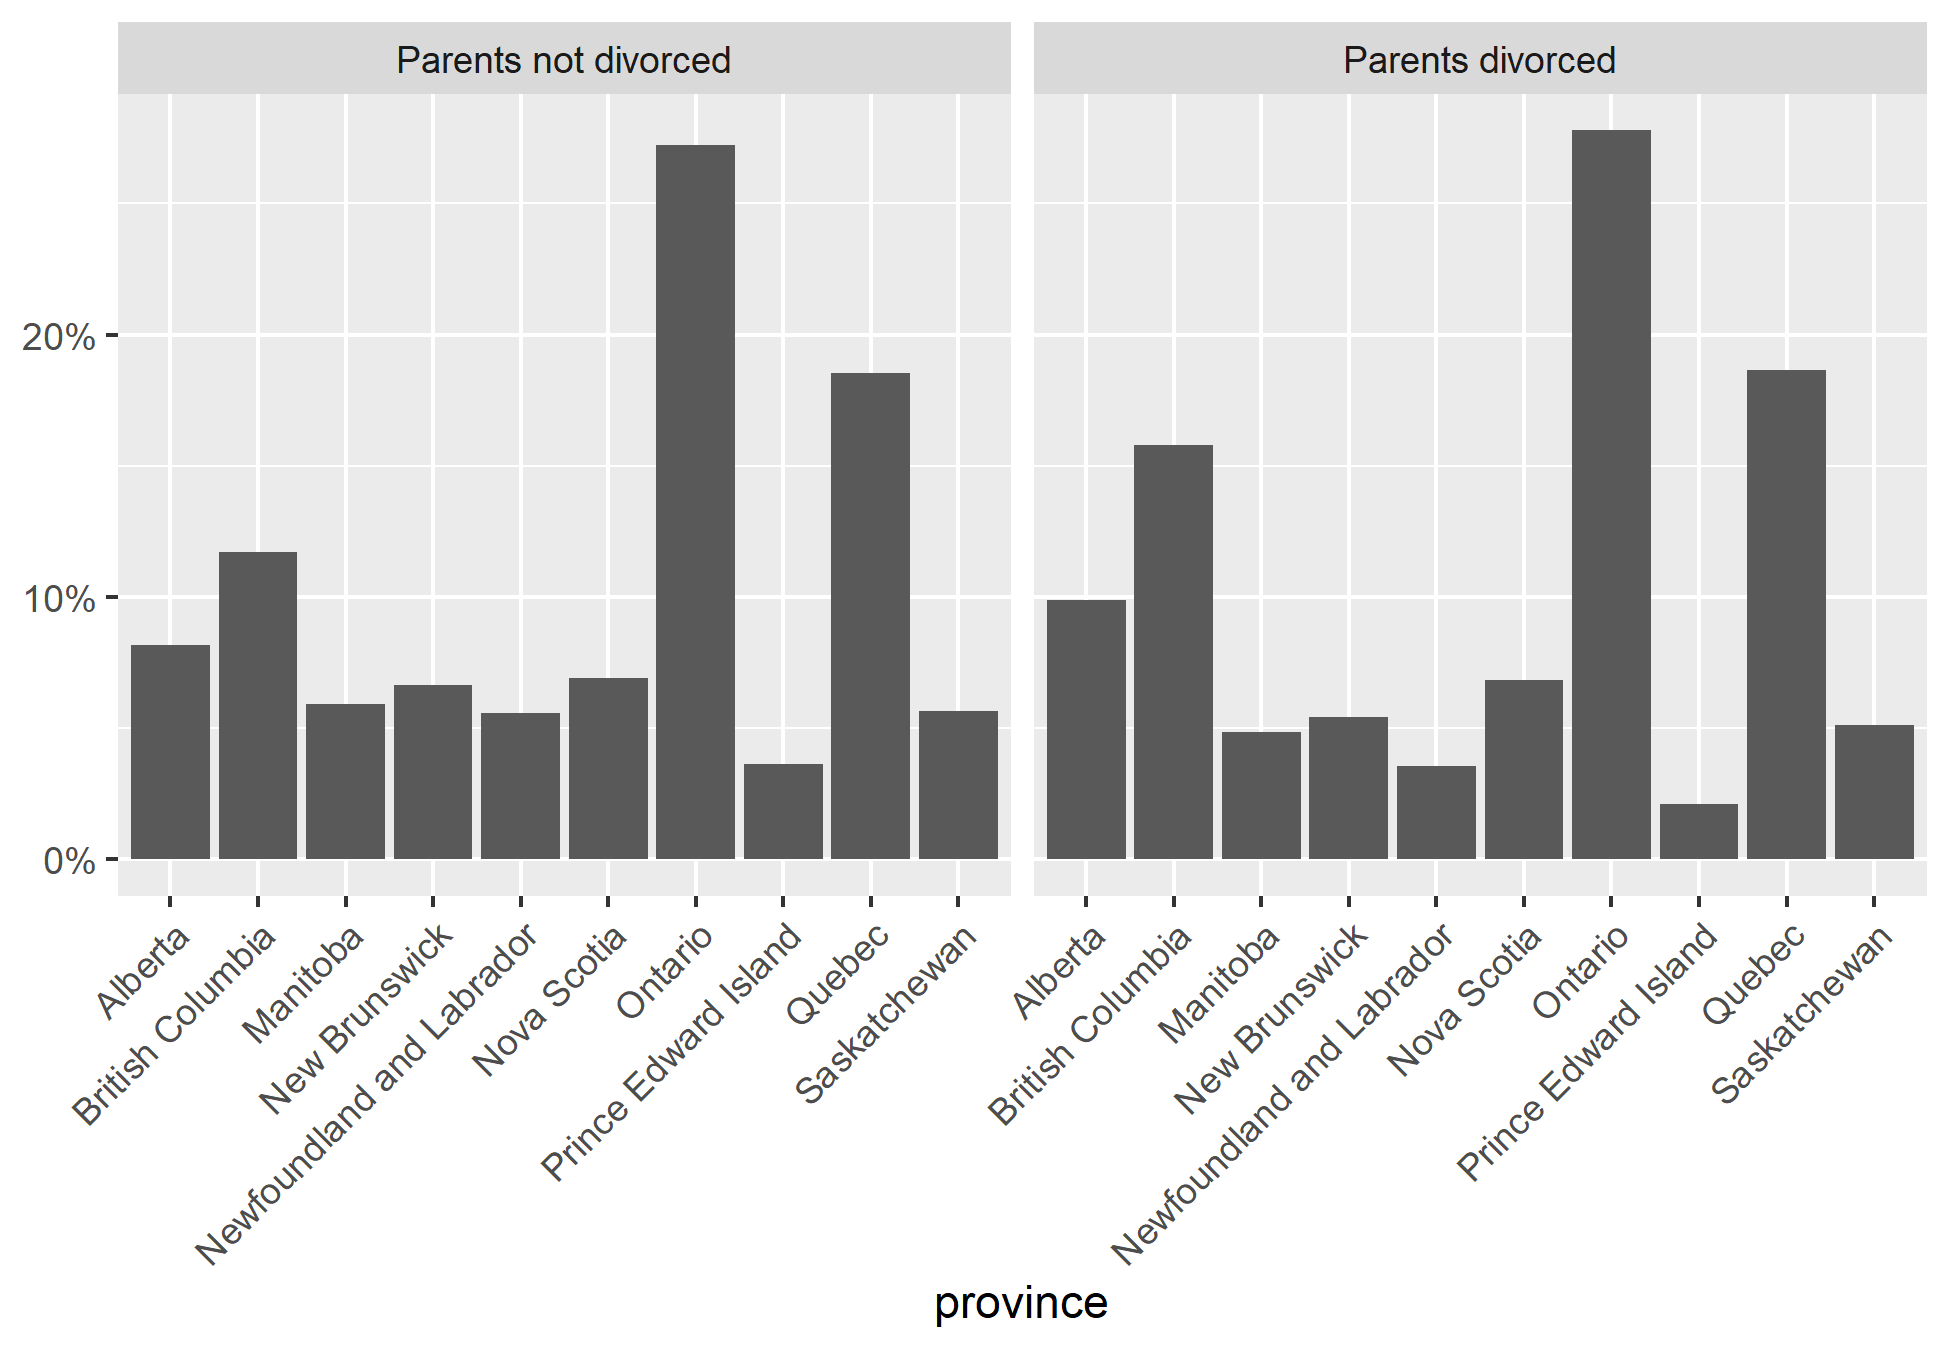 Parents not divorced
Parents divorced
20%
10%
0%
Alberta
British Columbia
Manitoba
New Brunswick
Newfoundland and Labrador
Nova Scotia
Ontario
Prince Edward Island
Quebec
Saskatchewan
Alberta
British Columbia
Manitoba
New Brunswick
Newfoundland and Labrador
Nova Scotia
Ontario
Prince Edward Island
Quebec
Saskatchewan
province